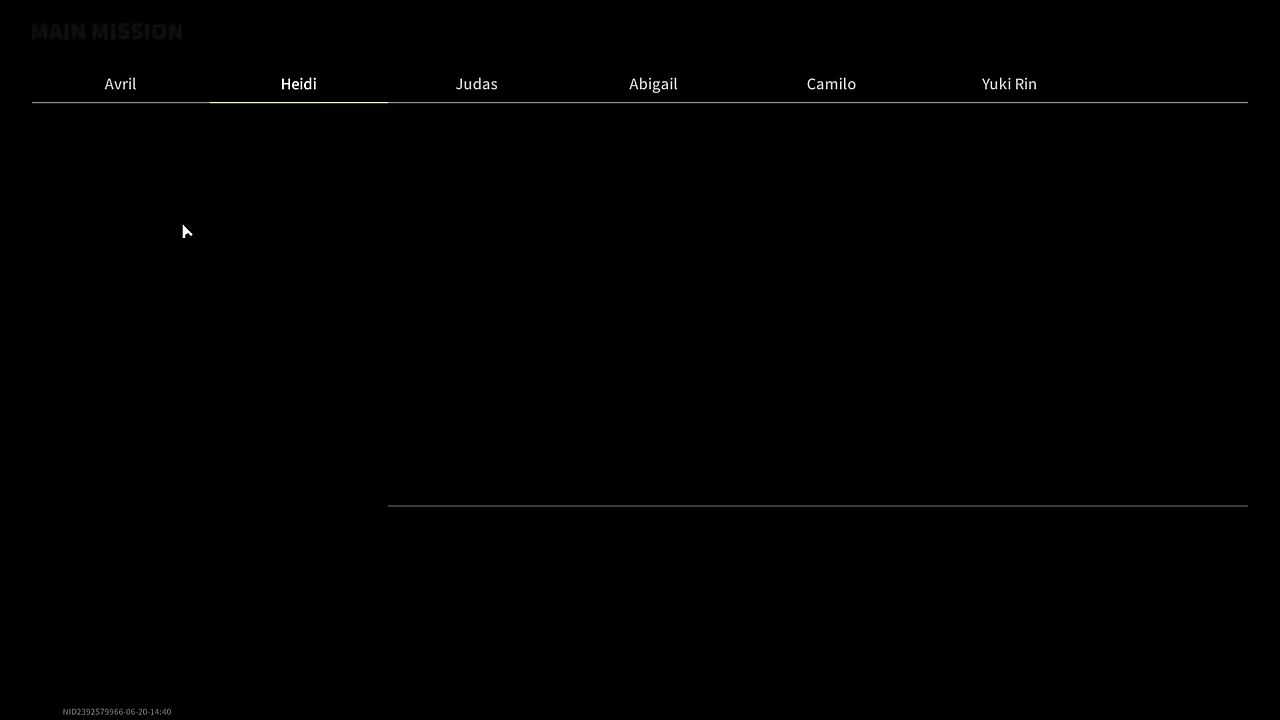 MAIN MISSION
Avril Heidi Judas Abigail Camilo Yuki Rin
NID2392579966-06-20-14:40